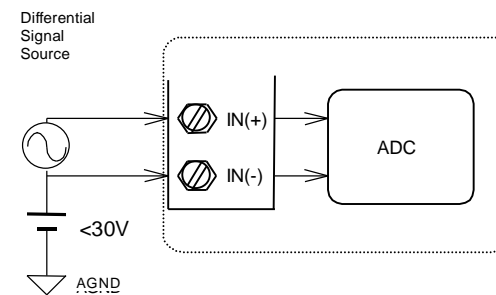 Differential
Signal
Source
IN(+)
ADC
IN(-)
<30V
AGND